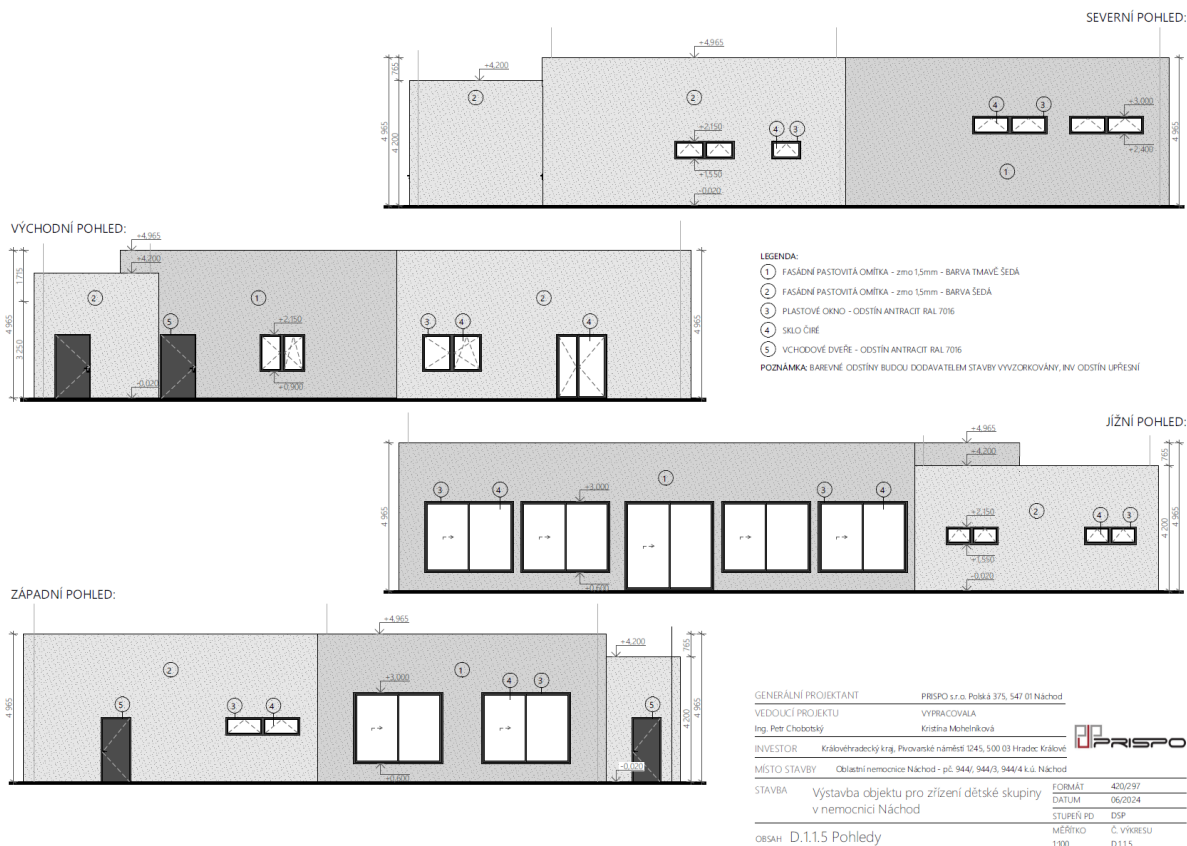 SEVERNÍ POHLED:
+4,965
+4,200
765
4,965
4,200
2
2
4
3
+2,150
+1,550
-0,020
4
3
+3,000
+2,400
1
4,965
VÝCHODNÍ POHLED:
+4,965
+4,200
1 715
3 250
4 965
2
5
1
+2,150
+0,900
-0,020
3
4
2
4
4 965
LEGENDA:
1 FASÁDNÍ PASTOVITÁ OMÍTKA - zrno 1,5mm - BARVA TMAVĚ ŠEDÁ
2 FASÁDNÍ PASTOVITÁ OMÍTKA - zrno 1,5mm - BARVA ŠEDÁ
3 PLASTOVÉ OKNO - ODSTÍN ANTRACIT RAL 7016
4 SKLO ČIRÉ
5 VCHODOVÉ DVEŘE - ODSTÍN ANTRACIT RAL 7016
POZNÁMKA: BAREVNÉ ODSTÍNY BUDOU DODAVATELEM STAVBY VYVZORKOVÁNY, INV ODSTÍN UPŘESNÍ
JÍŽNÍ POHLED:
+4,965
+4,200
765
4 965
3
4
+3,000
+0,600
1
3
4
+2,150
+1,550
-0,020
2
4
3
4 200
4 965
ZÁPADNÍ POHLED:
+4,965
+4,200
765
4 965
2
5
3
4
+3,000
+0,600
1
4
3
5
-0,020
4 200
4 965
GENERÁLNÍ PROJEKTANT PRISPO s.r.o. Polská 375, 547 01 Náchod
VEDOUCÍ PROJEKTU VYPRACOVALA
Ing. Petr Chobotský Kristína Mohelníková
PRISPO
INVESTOR Královéhradecký kraj, Pivovarské náměstí 1245, 500 03 Hradec Králové
MÍSTO STAVBY Oblastní nemocnice Náchod - pč. 944/, 944/3, 944/4 k.ú. Náchod
STAVBA Výstavba objektu pro zřízení dětské skupiny
v nemocnici Náchod
FORMÁT 420/297
DATUM 06/2024
STUPEŇ PD DSP
MĚŘÍTKO Č. VÝKRESU
1:100 D.1.1.5
OBSAH D.1.1.5 Pohledy